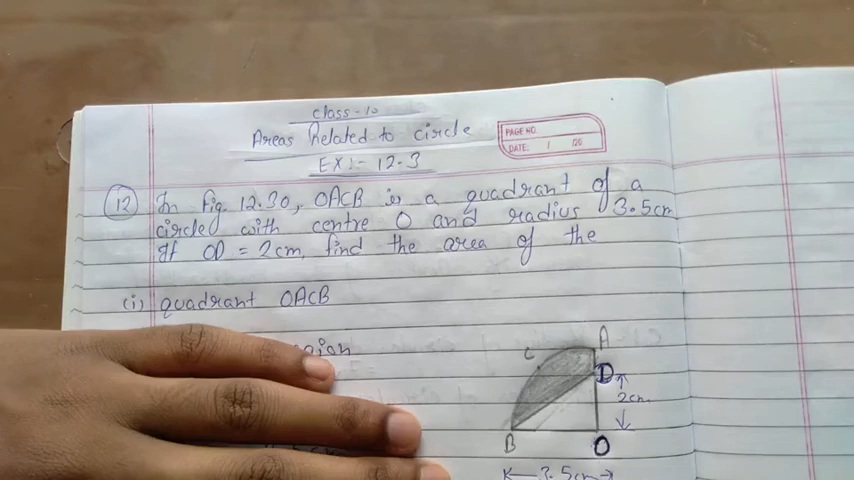 Class-10
Areas Related to circle
EX:- 12.3
PAGE NO.
DATE: / /20
(12) In Fig. 12.30, OACB is a quadrant of a
circle with centre O and radius 3.5cm
If OD = 2cm, find the area of the
(i) quadrant OACB
C
A
D
2cm.
B
O
3.5cm